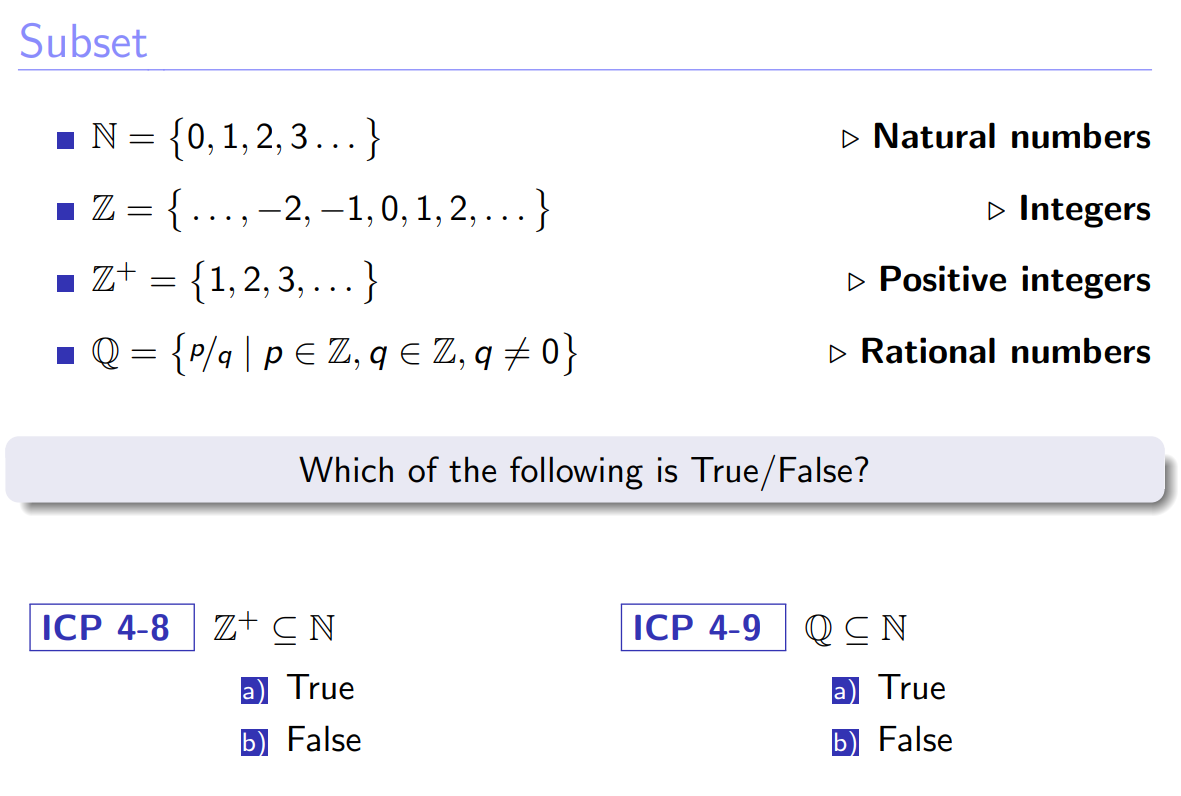 Subset
ℕ = {0, 1, 2, 3 . . . } ▷ Natural numbers
ℤ = { . . . , −2, −1, 0, 1, 2, . . . } ▷ Integers
ℤ⁺ = {1, 2, 3, . . . } ▷ Positive integers
ℚ = {p/q | p ∈ ℤ, q ∈ ℤ, q ≠ 0} ▷ Rational numbers
Which of the following is True/False?
ICP 4-8 ℤ⁺ ⊆ ℕ
a) True
b) False
ICP 4-9 ℚ ⊆ ℕ
a) True
b) False